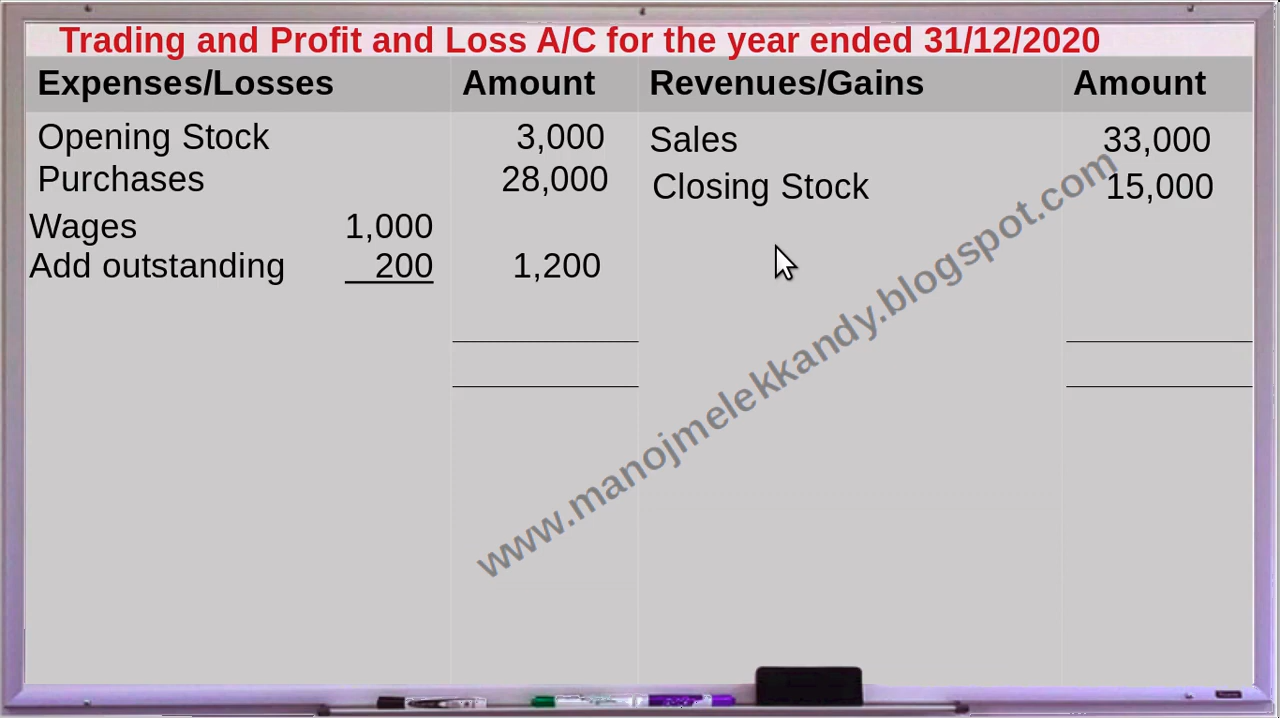 Trading and Profit and Loss A/C for the year ended 31/12/2020
Expenses/Losses Amount Revenues/Gains Amount
Opening Stock 3,000 Sales 33,000
Purchases 28,000 Closing Stock 15,000
Wages 1,000
Add outstanding 200 1,200
www.manojmelekkandy.blogspot.com